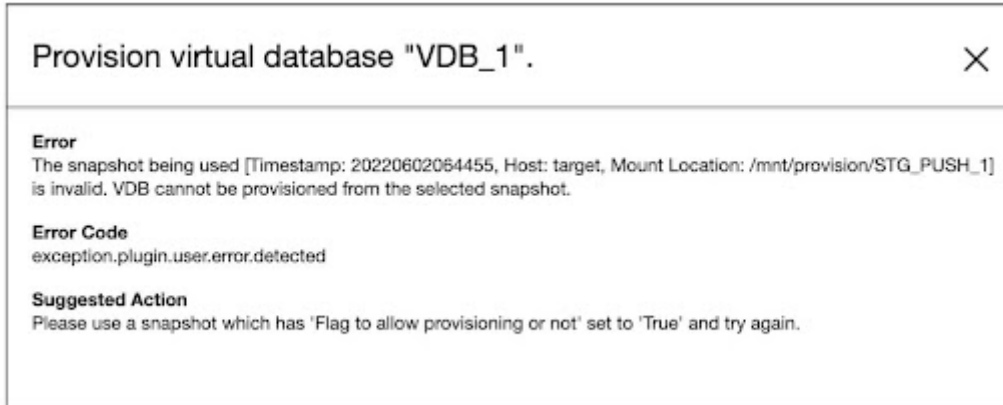 Provision virtual database "VDB_1".
Error
The snapshot being used [Timestamp: 20220602064455, Host: target, Mount Location: /mnt/provision/STG_PUSH_1]
is invalid. VDB cannot be provisioned from the selected snapshot.
Error Code
exception.plugin.user.error.detected
Suggested Action
Please use a snapshot which has 'Flag to allow provisioning or not' set to 'True' and try again.